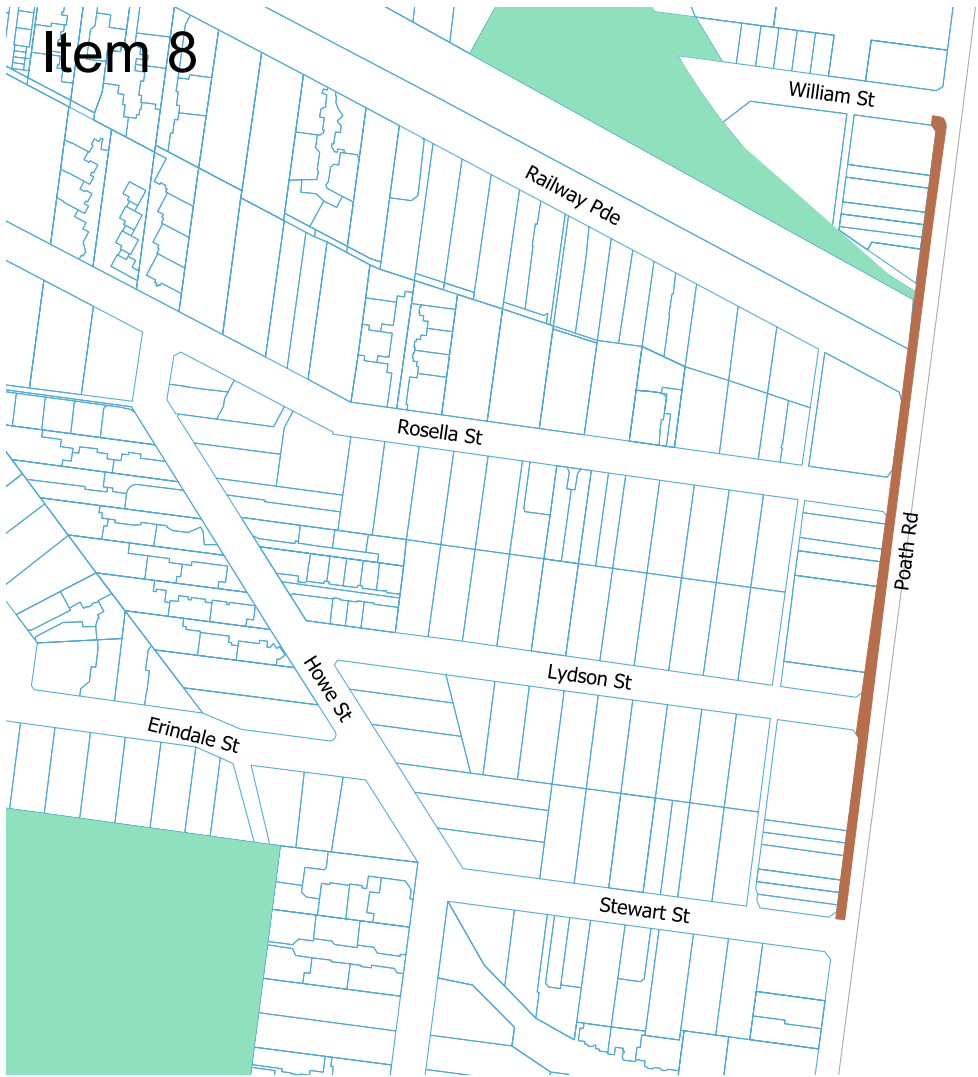 Item 8
William St
Railway Pde
Rosella St
Poath Rd
Lydson St
Howe St
Erindale St
Stewart St